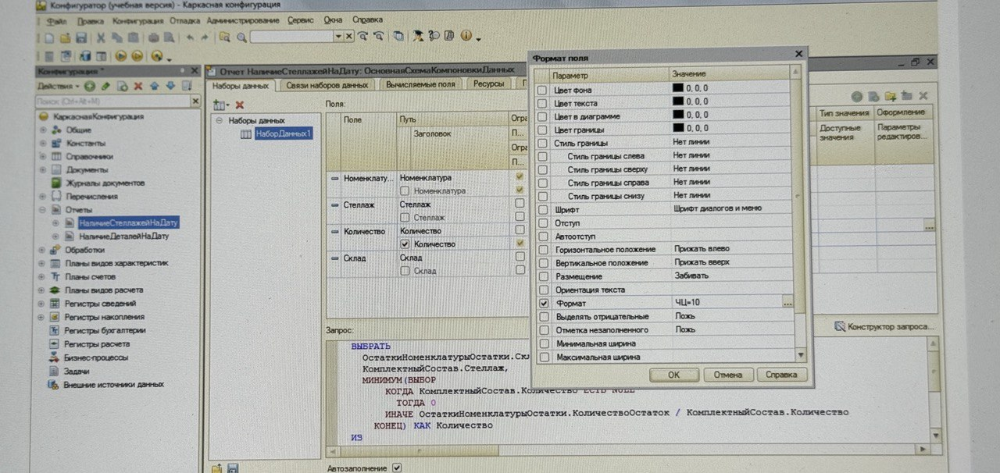 Конфигуратор (учебная версия) - Каркасная конфигурация
Файл Правка Конфигурация Отладка Администрирование Сервис Окна Справка
Конфигурация *
Действия
Поиск (Ctrl+Alt+M)
КаркаснаяКонфигурация
Общие
Константы
Справочники
Документы
Журналы документов
Перечисления
Отчеты
НаличиеСтеллажейНаДату
НаличиеДеталейНаДату
Обработки
Планы видов характеристик
Планы счетов
Планы видов расчета
Регистры сведений
Регистры накопления
Регистры бухгалтерии
Регистры расчета
Бизнес-процессы
Задачи
Внешние источники данных
Отчет НаличиеСтеллажейНаДату: ОсновнаяСхемаКомпоновкиДанных
Наборы данных Связи наборов данных Вычисляемые поля Ресурсы П
Наборы данных
НаборДанных1
Поля:
Поле Путь Огра
Заголовок П...
Огра
П...
Номенклату... Номенклатура
Номенклатура
Стеллаж Стеллаж
Стеллаж
Количество Количество
Количество
Склад Склад
Склад
Тип значения Оформление
Доступные значения Параметры редактиров...
Запрос:
Конструктор запроса...
ВЫБРАТЬ
ОстаткиНоменклатурыОстатки.Скл
КомплектныйСостав.Стеллаж,
МИНИМУМ(ВЫБОР
КОГДА КомплектныйСостав.Количество ЕСТЬ NULL
ТОГДА 0
ИНАЧЕ ОстаткиНоменклатурыОстатки.КоличествоОстаток / КомплектныйСостав.Количество
КОНЕЦ) КАК Количество
ИЗ
Автозаполнение
Формат поля
Параметр Значение
Цвет фона 0, 0, 0
Цвет текста 0, 0, 0
Цвет в диаграмме 0, 0, 0
Цвет границы 0, 0, 0
Стиль границы Нет линии
Стиль границы слева Нет линии
Стиль границы сверху Нет линии
Стиль границы справа Нет линии
Стиль границы снизу Нет линии
Шрифт Шрифт диалогов и меню
Отступ
Автоотступ
Горизонтальное положение Прижать влево
Вертикальное положение Прижать вверх
Размещение Забивать
Ориентация текста
Формат ЧЦ=10 ...
Выделять отрицательные Ложь
Отметка незаполненного Ложь
Минимальная ширина
Максимальная ширина
ОК Отмена Справка